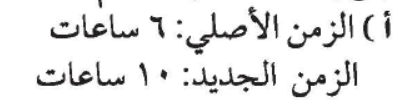 أ) الزمن الأصلي: ٦ ساعات
الزمن الجديد: ١٠ ساعات